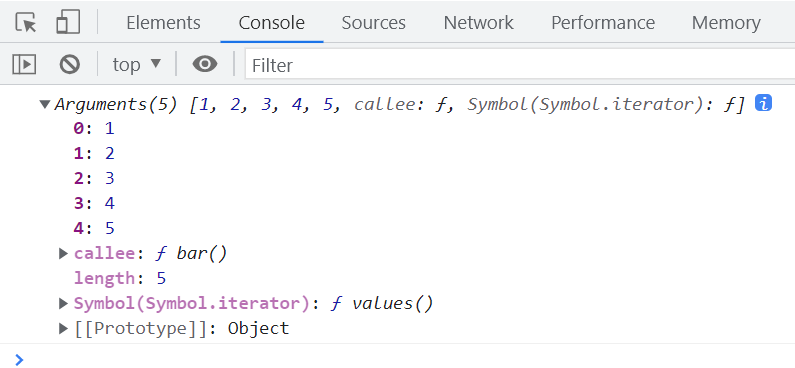 Elements Console Sources Network Performance Memory
top ▼ Filter
▼Arguments(5) [1, 2, 3, 4, 5, callee: ƒ, Symbol(Symbol.iterator): ƒ] i
0: 1
1: 2
2: 3
3: 4
4: 5
▶callee: ƒ bar()
length: 5
▶Symbol(Symbol.iterator): ƒ values()
▶[[Prototype]]: Object